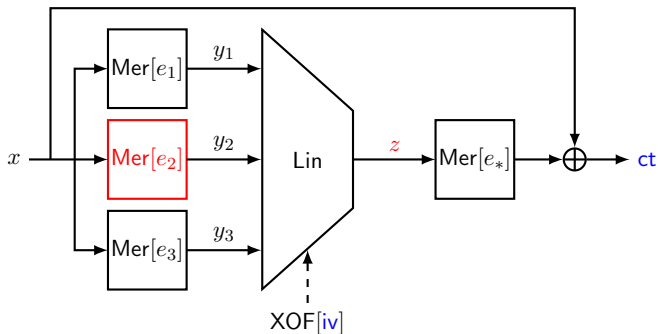 Mer[e₁] y₁
x Mer[e₂] y₂ Lin z Mer[e∗] ⊕ ct
Mer[e₃] y₃
XOF[iv]